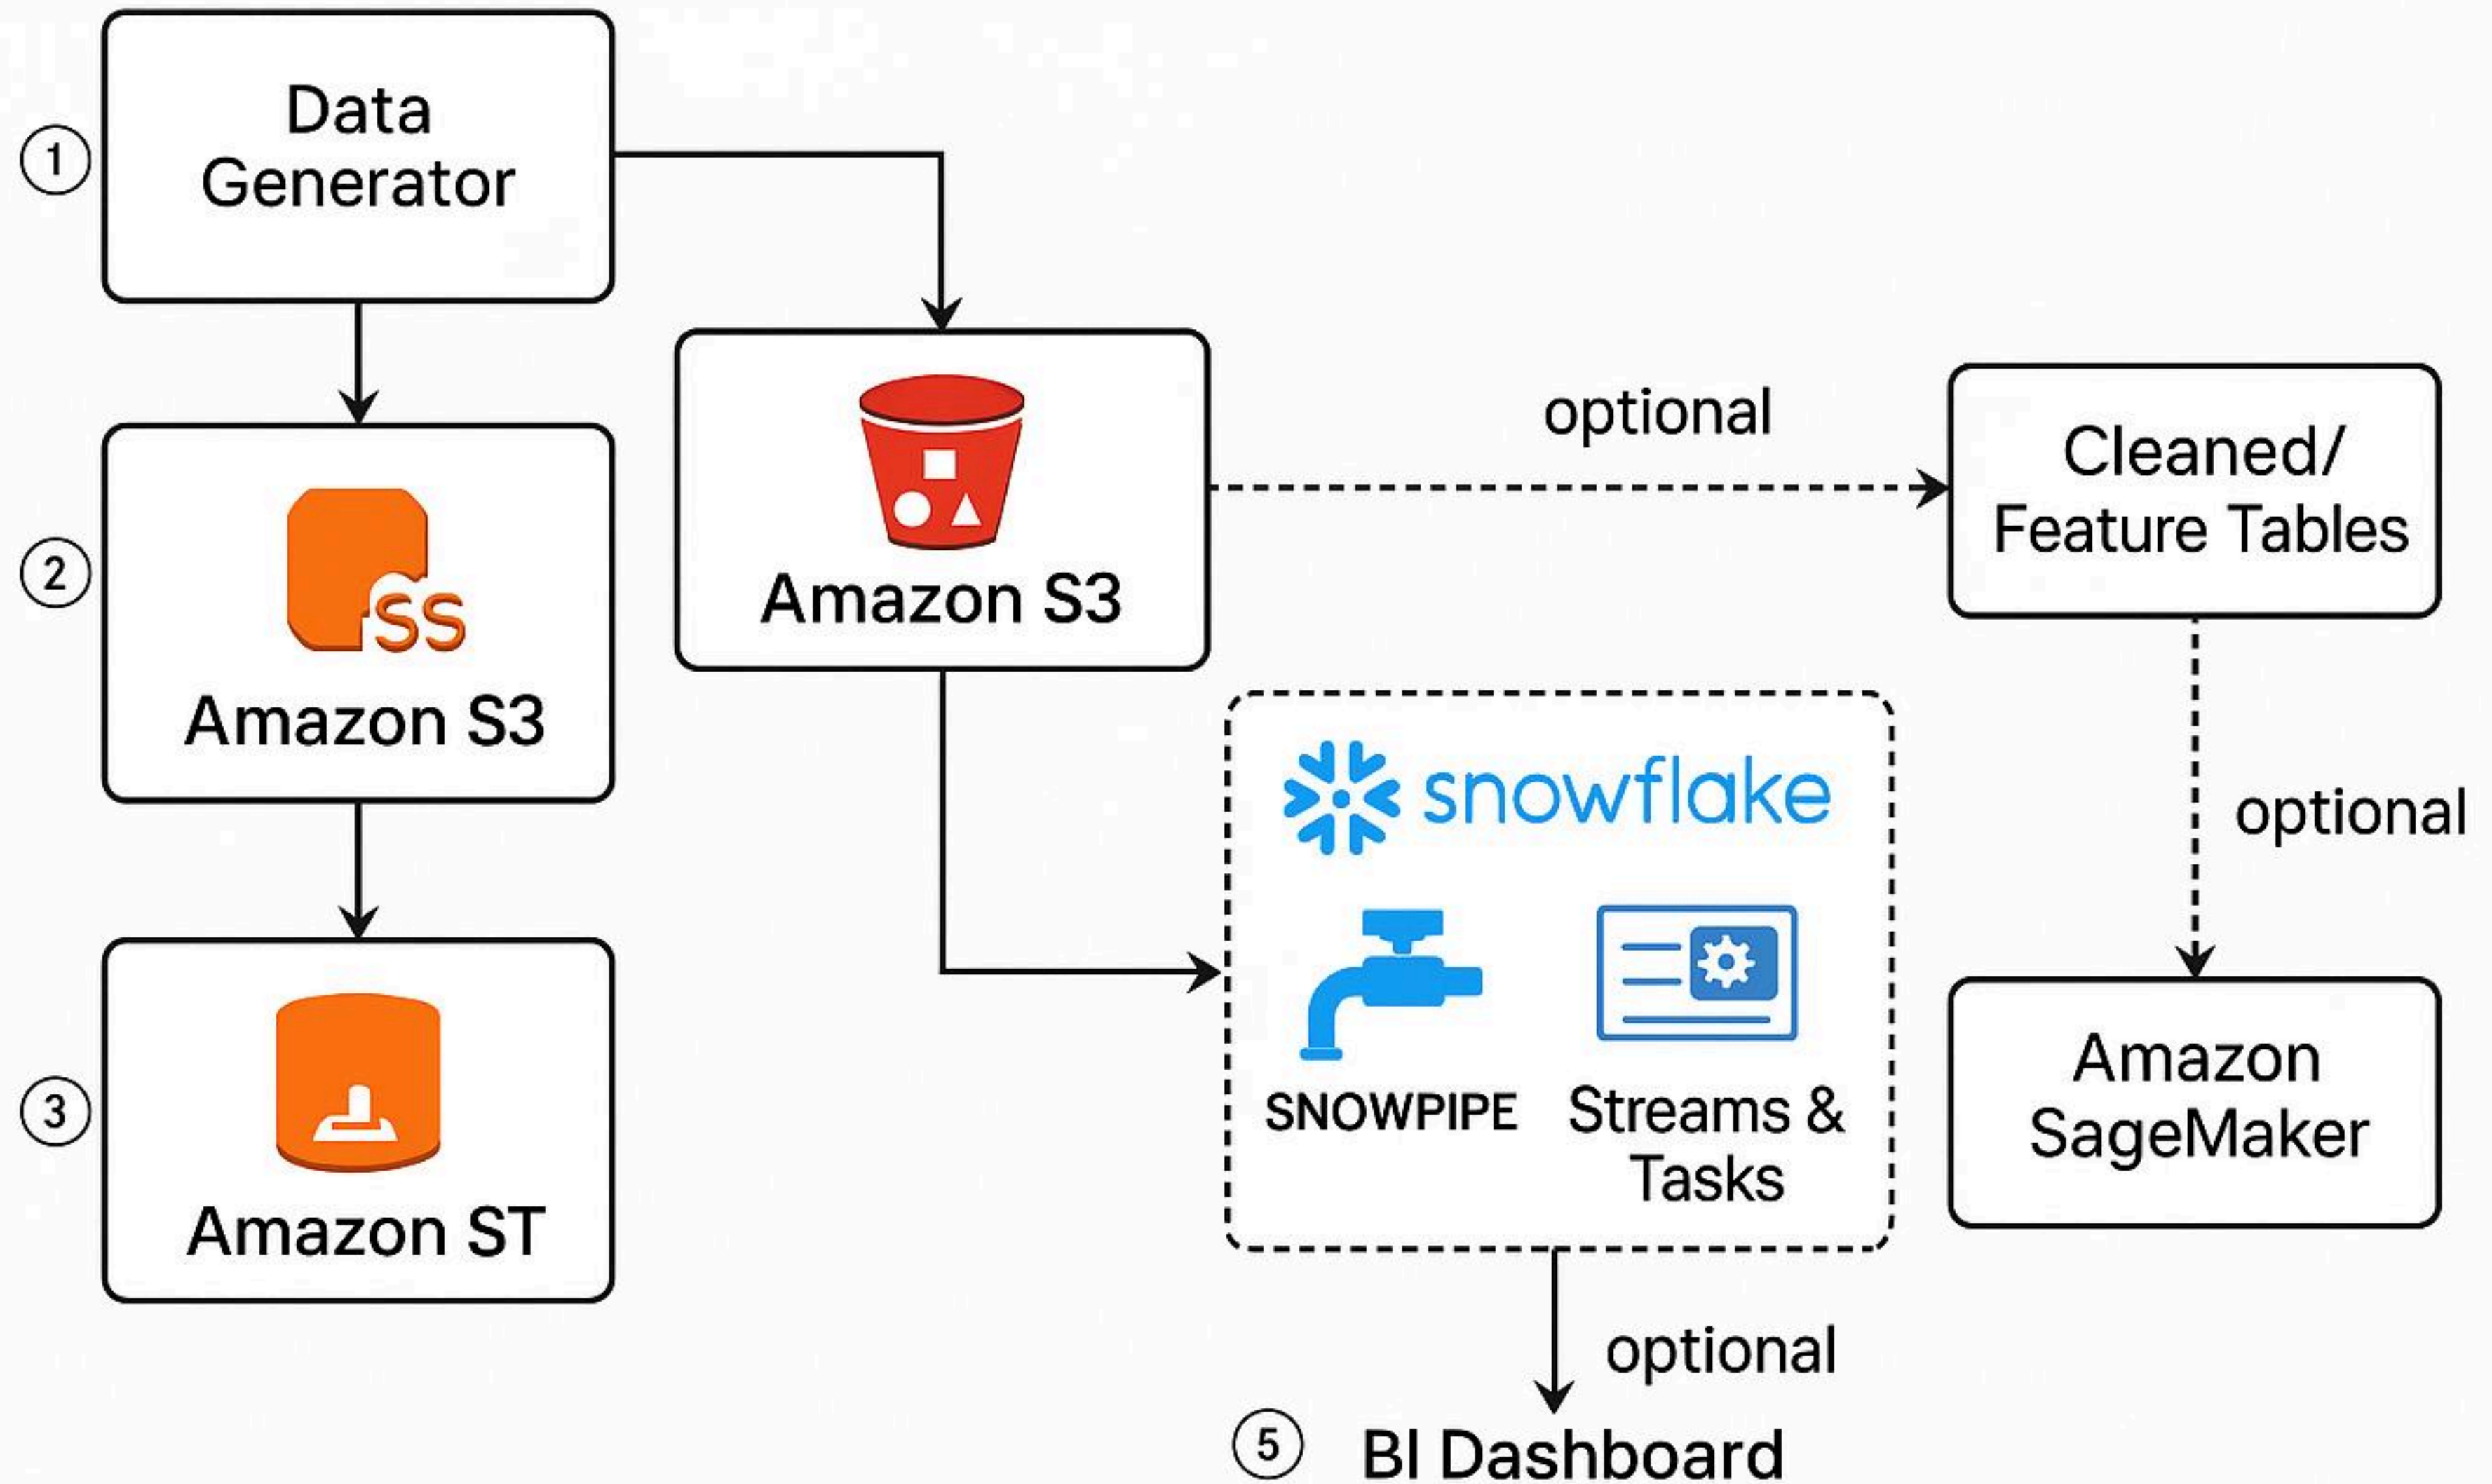 1
Data
Generator
2
SS
Amazon S3
3
Amazon ST
Amazon S3
optional
Cleaned/
Feature Tables
optional
Amazon
SageMaker
snowflake
SNOWPIPE
Streams &
Tasks
optional
5
BI Dashboard